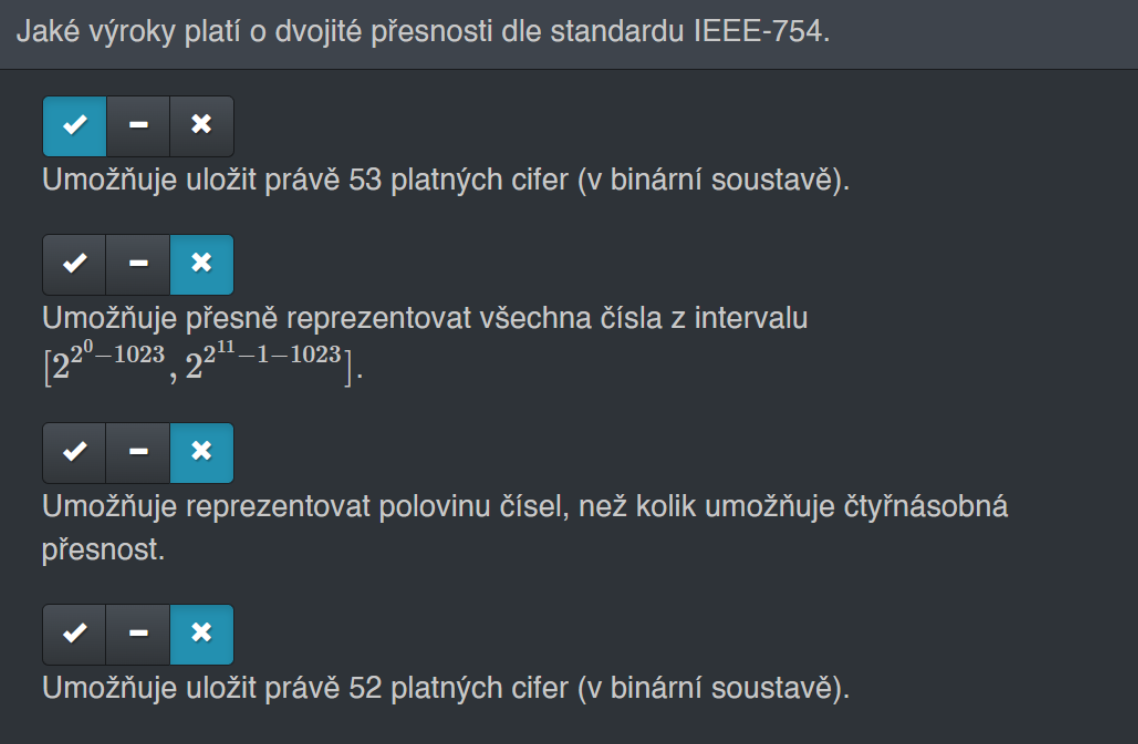 Jaké výroky platí o dvojité přesnosti dle standardu IEEE-754.
Umožňuje uložit právě 53 platných cifer (v binární soustavě).
Umožňuje přesně reprezentovat všechna čísla z intervalu
$[2^{2^0-1023}, 2^{2^{11}-1-1023}]$.
Umožňuje reprezentovat polovinu čísel, než kolik umožňuje čtyřnásobná
přesnost.
Umožňuje uložit právě 52 platných cifer (v binární soustavě).